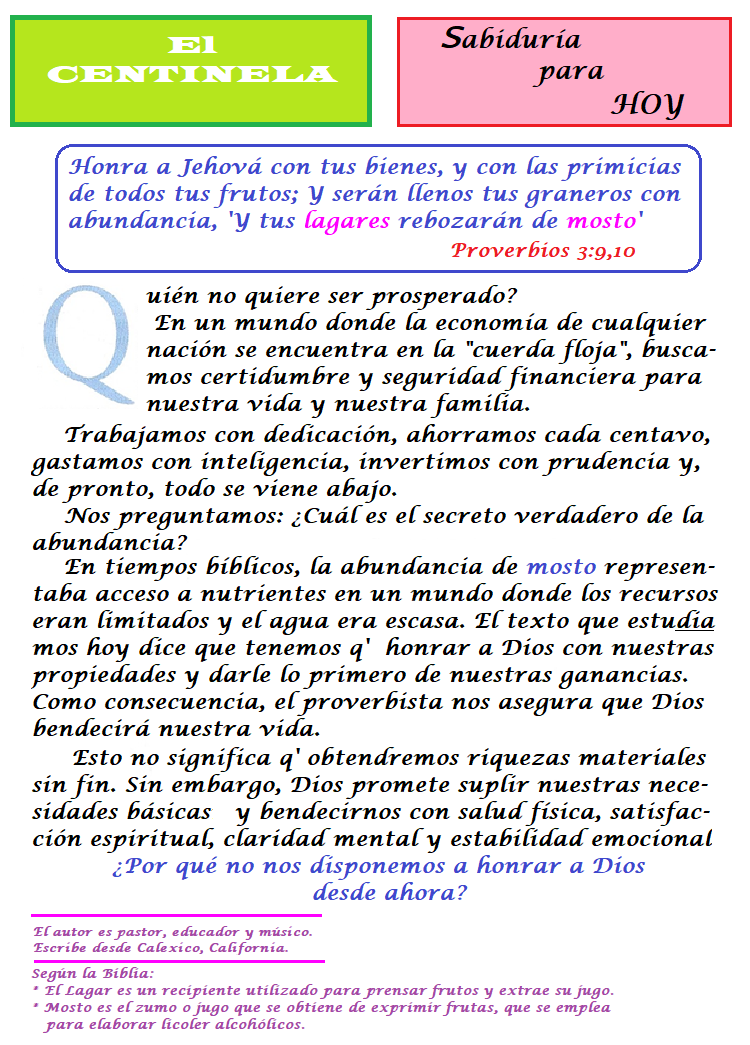 El
CENTINELA
Sabiduría
para
HOY
Honra a Jehová con tus bienes, y con las primicias
de todos tus frutos; Y serán llenos tus graneros con
abundancia, 'Y tus lagares rebozarán de mosto'
Proverbios 3:9,10
Quién no quiere ser prosperado?
En un mundo donde la economía de cualquier
nación se encuentra en la "cuerda floja", busca-
mos certidumbre y seguridad financiera para
nuestra vida y nuestra familia.
Trabajamos con dedicación, ahorramos cada centavo,
gastamos con inteligencia, invertimos con prudencia y,
de pronto, todo se viene abajo.
Nos preguntamos: ¿Cuál es el secreto verdadero de la
abundancia?
En tiempos bíblicos, la abundancia de mosto represen-
taba acceso a nutrientes en un mundo donde los recursos
eran limitados y el agua era escasa. El texto que estudia
mos hoy dice que tenemos q' honrar a Dios con nuestras
propiedades y darle lo primero de nuestras ganancias.
Como consecuencia, el proverbista nos asegura que Dios
bendecirá nuestra vida.
Esto no significa q' obtendremos riquezas materiales
sin fin. Sin embargo, Dios promete suplir nuestras nece-
sidades básicas y bendecirnos con salud física, satisfac-
ción espiritual, claridad mental y estabilidad emocional
¿Por qué no nos disponemos a honrar a Dios
desde ahora?
El autor es pastor, educador y músico.
Escribe desde Calexico, California.
Según la Biblia:
* El Lagar es un recipiente utilizado para prensar frutos y extrae su jugo.
* Mosto es el zumo o jugo que se obtiene de exprimir frutas, que se emplea
para elaborar licoler alcohólicos.